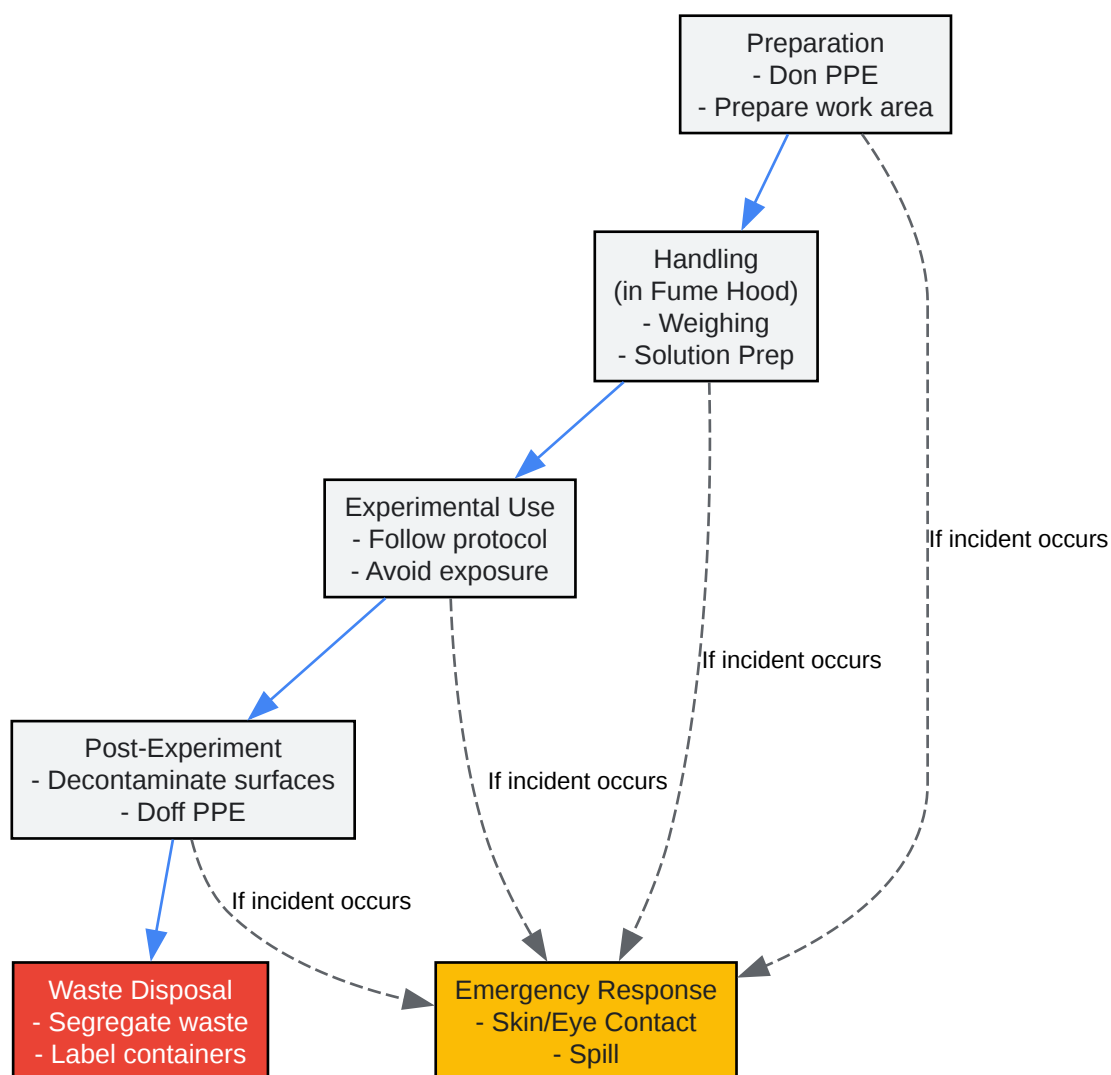 Preparation
- Don PPE
- Prepare work area
Handling
(in Fume Hood)
- Weighing
- Solution Prep
Experimental Use
- Follow protocol
- Avoid exposure
If incident occurs
If incident occurs
Post-Experiment
- Decontaminate surfaces
- Doff PPE
If incident occurs
If incident occurs
Waste Disposal
- Segregate waste
- Label containers
Emergency Response
- Skin/Eye Contact
- Spill